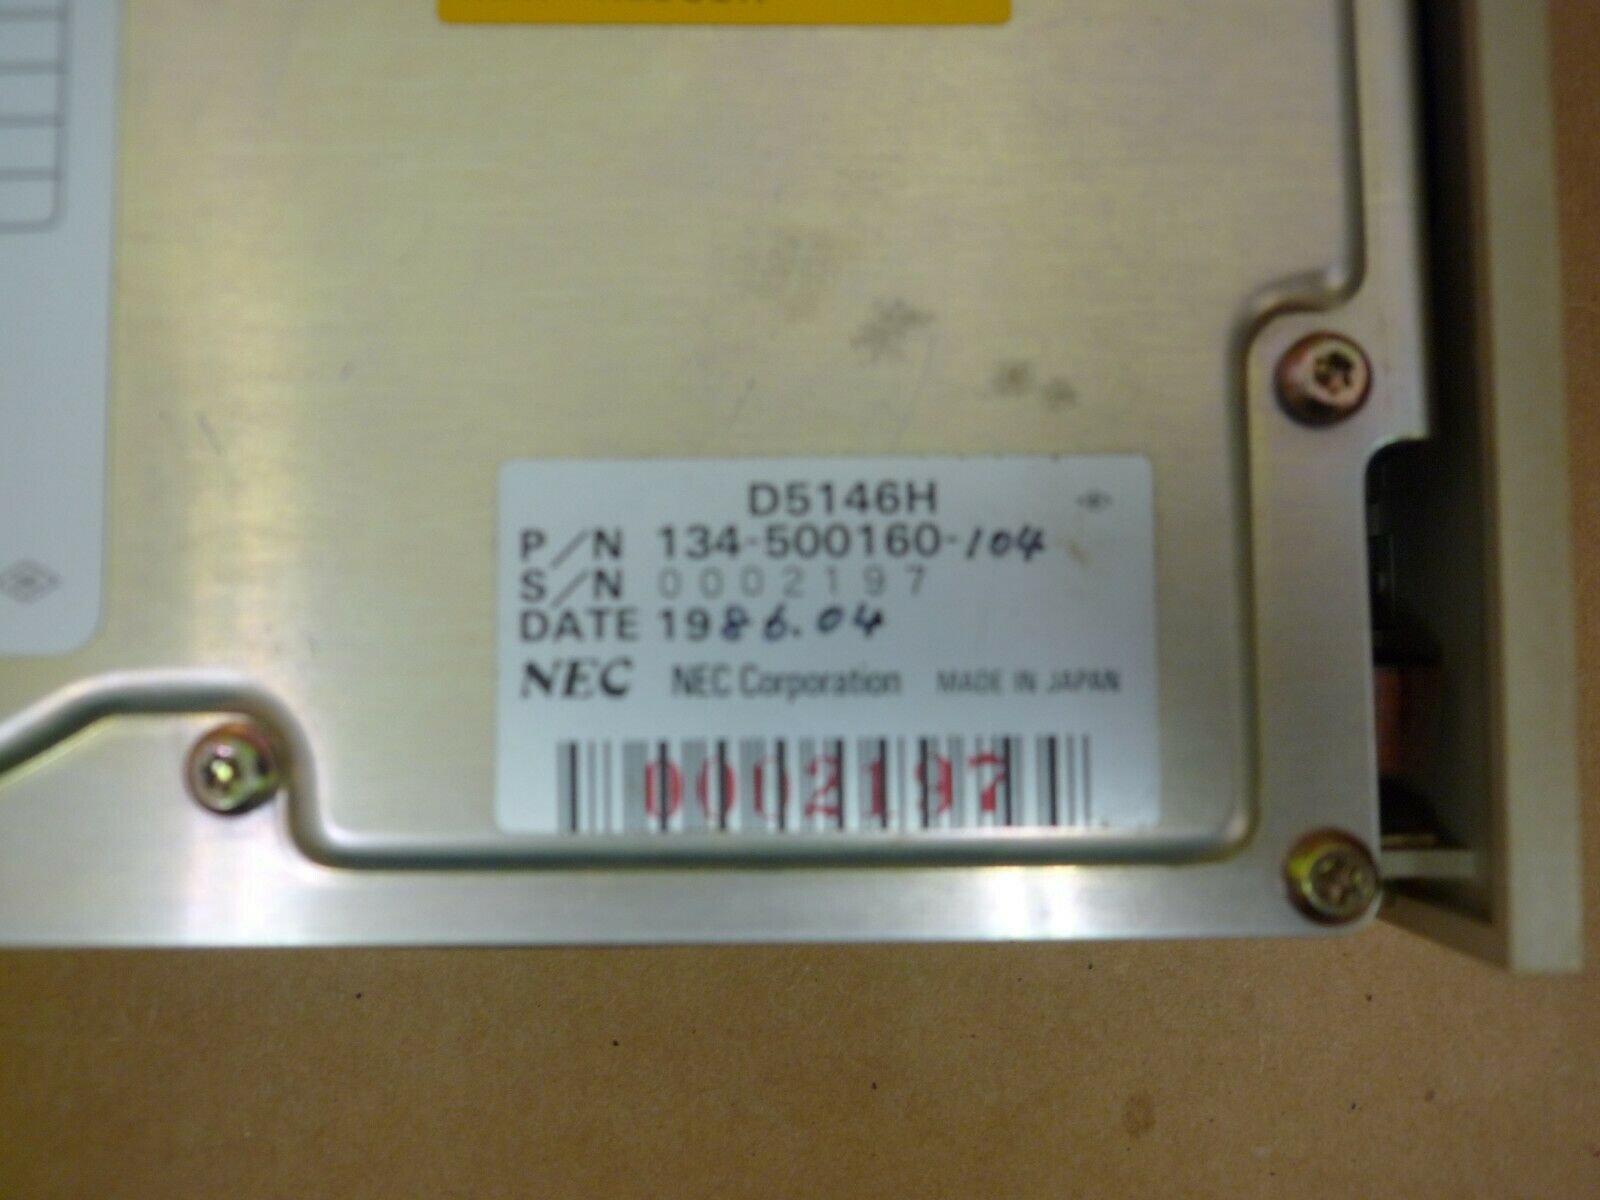 D5146H
P/N 134-500160-104
S/N 0002197
DATE 1986.04
NEC NEC Corporation MADE IN JAPAN
0002197